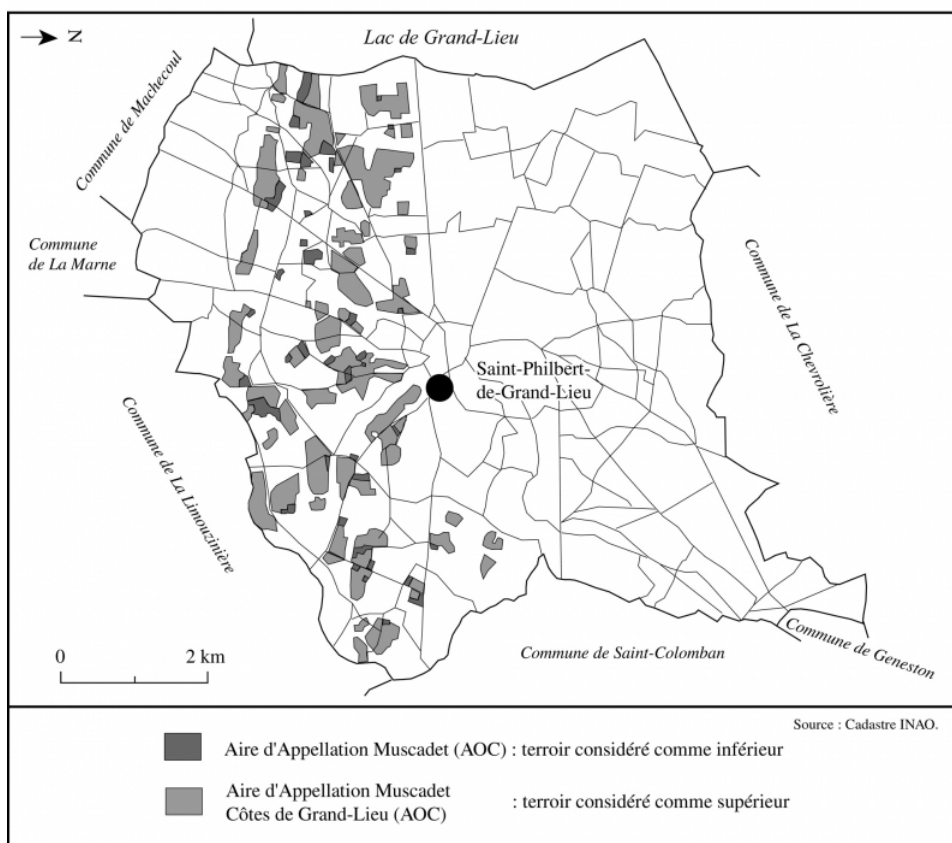 N
Lac de Grand-Lieu
Commune de Machecoul
Commune
de La Marne
Commune de La Chevrolière
Saint-Philbert-
de-Grand-Lieu
Commune de La Limouzinière
Commune de Geneston
Commune de Saint-Colomban
0 2 km
Source : Cadastre INAO.
Aire d'Appellation Muscadet (AOC) : terroir considéré comme inférieur
Aire d'Appellation Muscadet
Côtes de Grand-Lieu (AOC) : terroir considéré comme supérieur